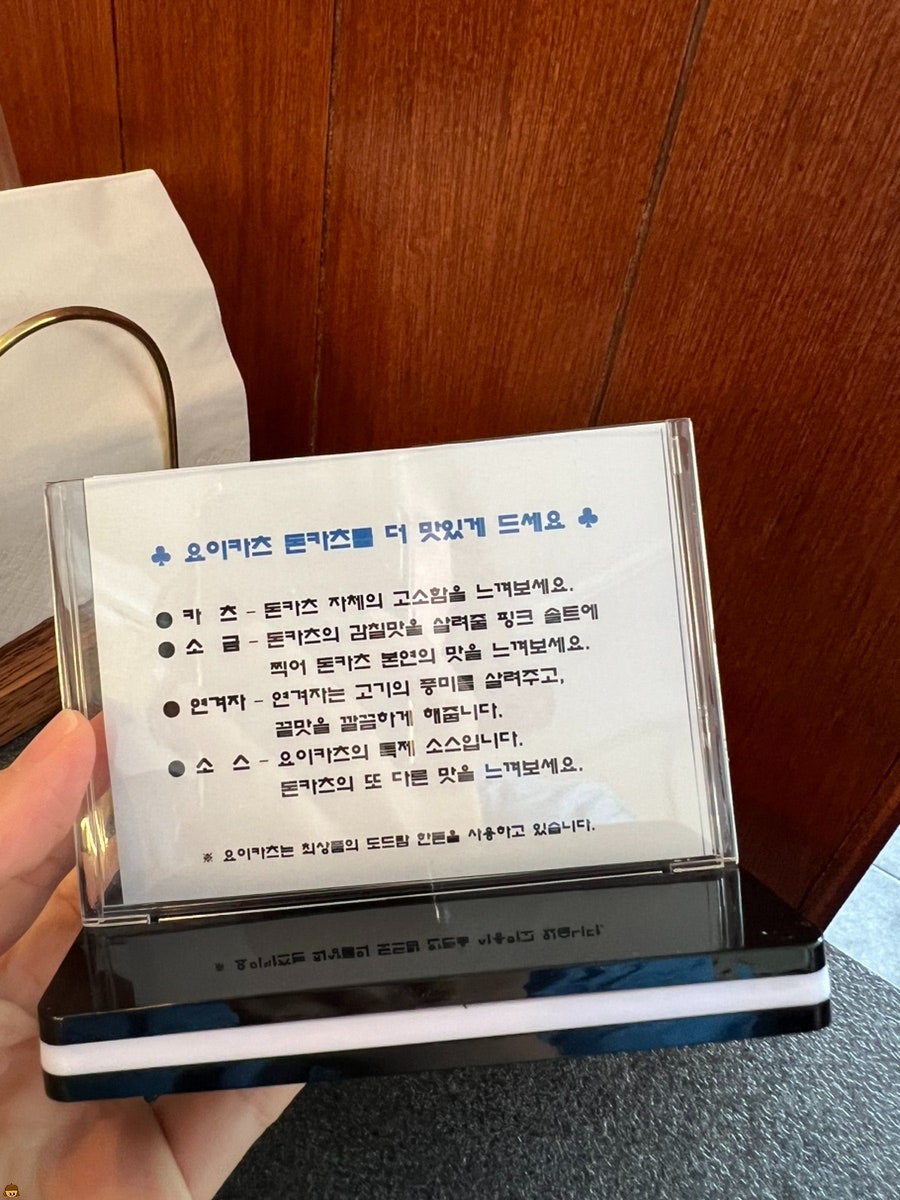 ♣ 요이카츠 돈카츠를 더 맛있게 드세요 ♣
● 카 츠 - 돈카츠 자체의 고소함을 느껴보세요.
● 소 금 - 돈카츠의 감칠맛을 살려줄 핑크 솔트에
찍어 돈카츠 본연의 맛을 느껴보세요.
● 연겨자 - 연겨자는 고기의 풍미를 살려주고,
끝맛을 깔끔하게 해줍니다.
● 소 스 - 요이카츠의 특제 소스입니다.
돈카츠의 또 다른 맛을 느껴보세요.
※ 요이카츠는 최상품의 도드람 한돈을 사용하고 있습니다.